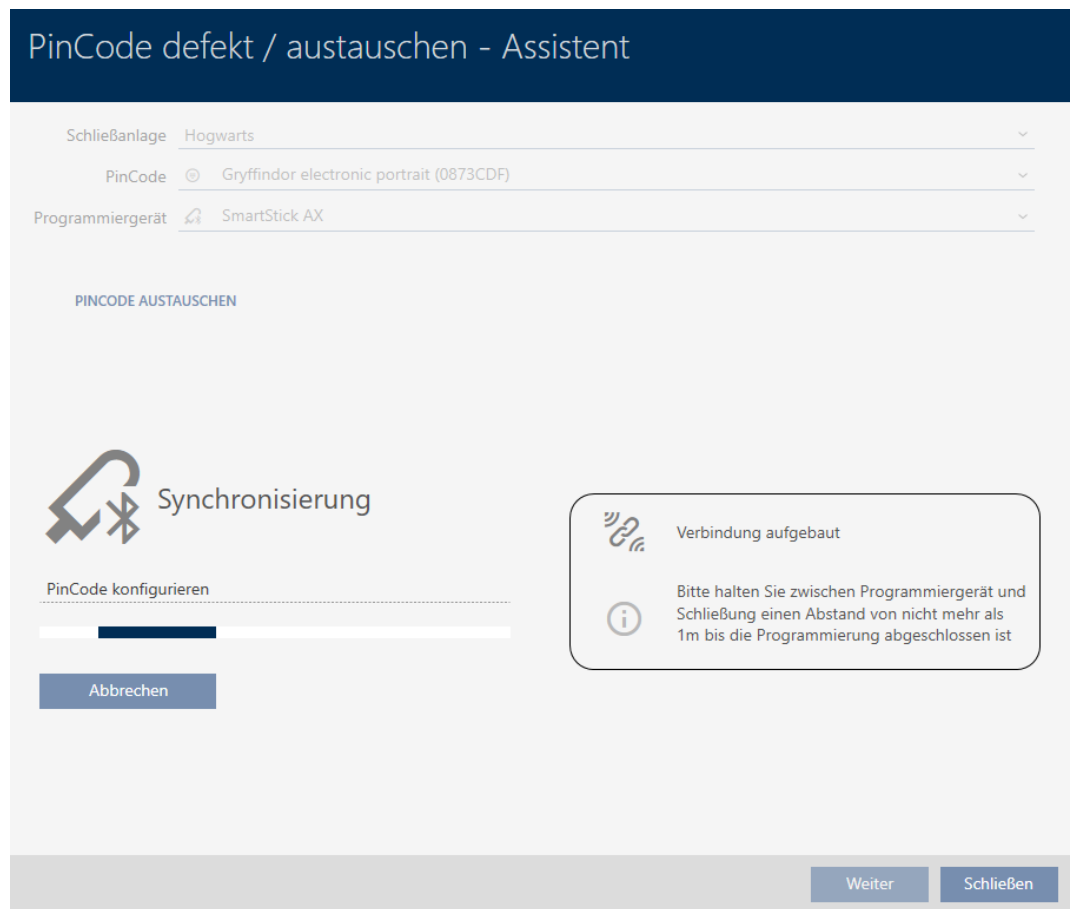 PinCode defekt / austauschen - Assistent
Schließanlage Hogwarts
PinCode Gryffindor electronic portrait (0873CDF)
Programmiergerät SmartStick AX
PINCODE AUSTAUSCHEN
Synchronisierung
PinCode konfigurieren
Abbrechen
Verbindung aufgebaut
Bitte halten Sie zwischen Programmiergerät und
Schließung einen Abstand von nicht mehr als
1m bis die Programmierung abgeschlossen ist
Weiter
Schließen